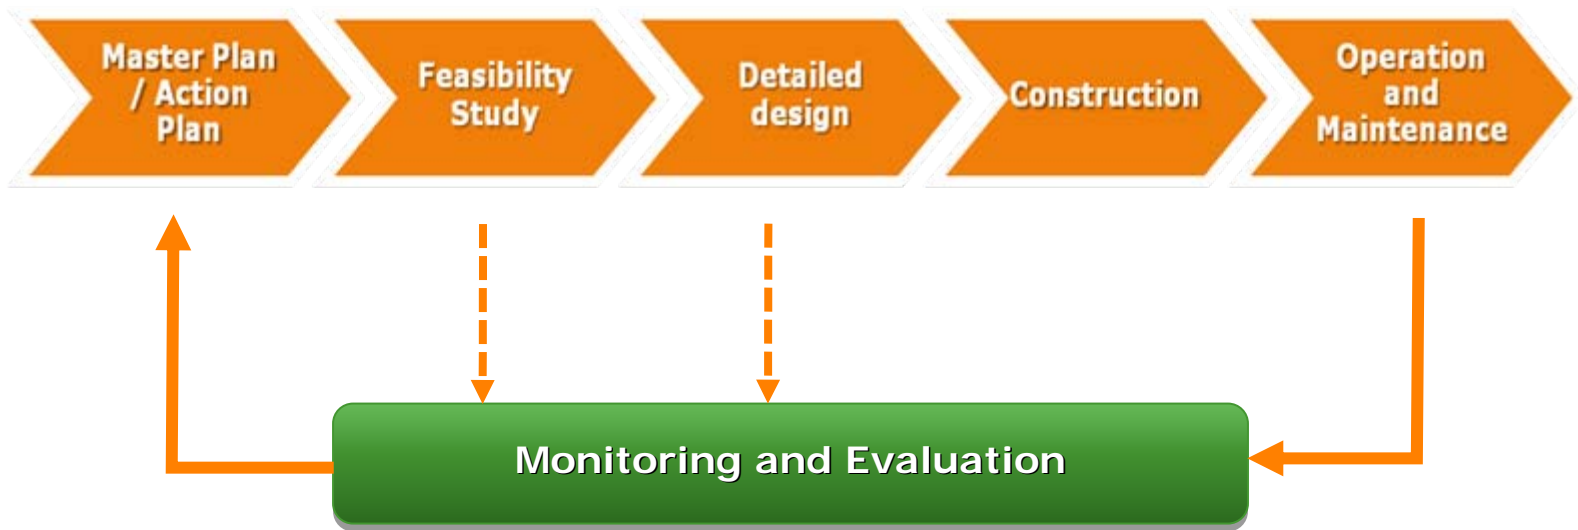 Master Plan
/ Action
Plan
Feasibility
Study
Detailed
design
Construction
Operation
and
Maintenance
Monitoring and Evaluation